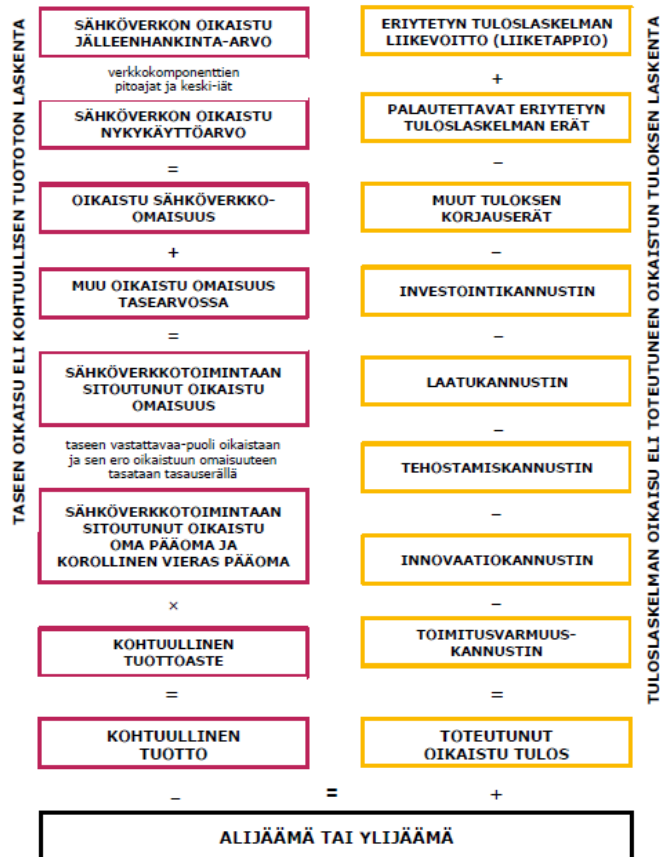 TASEEN OIKAISU ELI KOHTUULLISEN TUOTOTON LASKENTA
SÄHKÖVERKON OIKAISTU
JÄLLEENHANKINTA-ARVO
verkkokomponenttien
pitoajat ja keski-iät
SÄHKÖVERKON OIKAISTU
NYKYKÄYTTÖARVO
=
OIKAISTU SÄHKÖVERKKO-
OMAISUUS
+
MUU OIKAISTU OMAISUUS
TASEARVOSSA
=
SÄHKÖVERKKOTOIMINTAAN
SITOUTUNUT OIKAISTU
OMAISUUS
taseen vastattavaa-puoli oikaistaan
ja sen ero oikaistuun omaisuuteen
tasataan tasauserällä
SÄHKÖVERKKOTOIMINTAAN
SITOUTUNUT OIKAISTU
OMA PÄÄOMA JA
KOROLLINEN VIERAS PÄÄOMA
×
KOHTUULLINEN
TUOTTOASTE
=
KOHTUULLINEN
TUOTTO
–
ERIYTETYN TULOSLASKELMAN
LIIKEVOITTO (LIIKETAPPIO)
+
PALAUTETTAVAT ERIYTETYN
TULOSLASKELMAN ERÄT
–
MUUT TULOKSEN
KORJAUSERÄT
–
INVESTOINTIKANNUSTIN
–
LAATUKANNUSTIN
–
TEHOSTAMISKANNUSTIN
–
INNOVAATIOKANNUSTIN
–
TOIMITUSVARMUUS-
KANNUSTIN
=
TOTEUTUNUT
OIKAISTU TULOS
+
TULOSLASKELMAN OIKAISU ELI TOTEUTUNEEN OIKAISTUN TULOKSEN LASKENTA
=
ALIJÄÄMÄ TAI YLIJÄÄMÄ